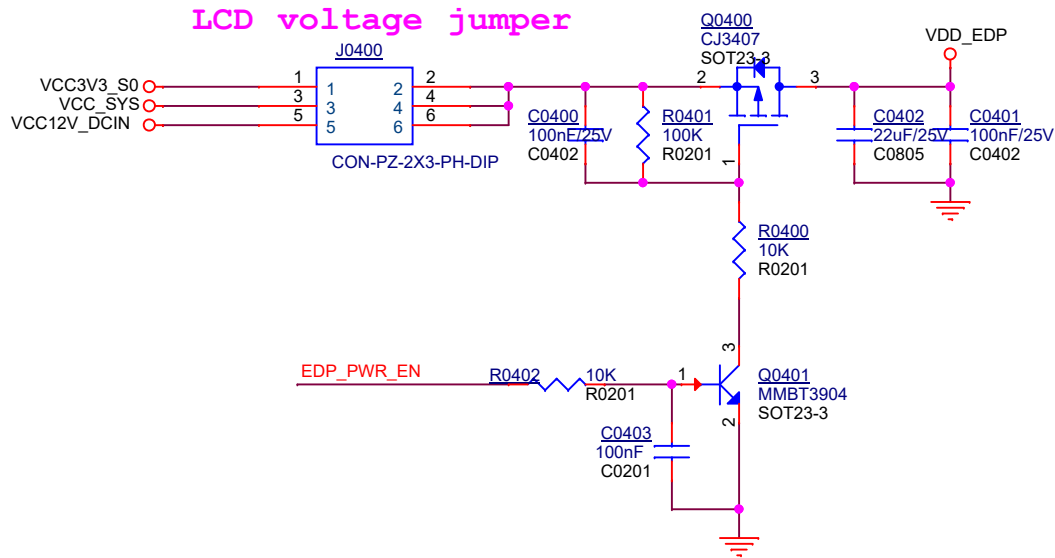 LCD voltage jumper
J0400
VCC3V3_S0
VCC_SYS
VCC12V_DCIN
1
3
5
1
3
5
2
4
6
2
4
6
CON-PZ-2X3-PH-DIP
C0400
100nF/25V
C0402
R0401
100K
R0201
Q0400
CJ3407
SOT23-3
2
3
1
VDD_EDP
C0402
22uF/25V
C0805
C0401
100nF/25V
C0402
R0400
10K
R0201
EDP_PWR_EN
R0402
10K
R0201
1
3
2
Q0401
MMBT3904
SOT23-3
C0403
100nF
C0201